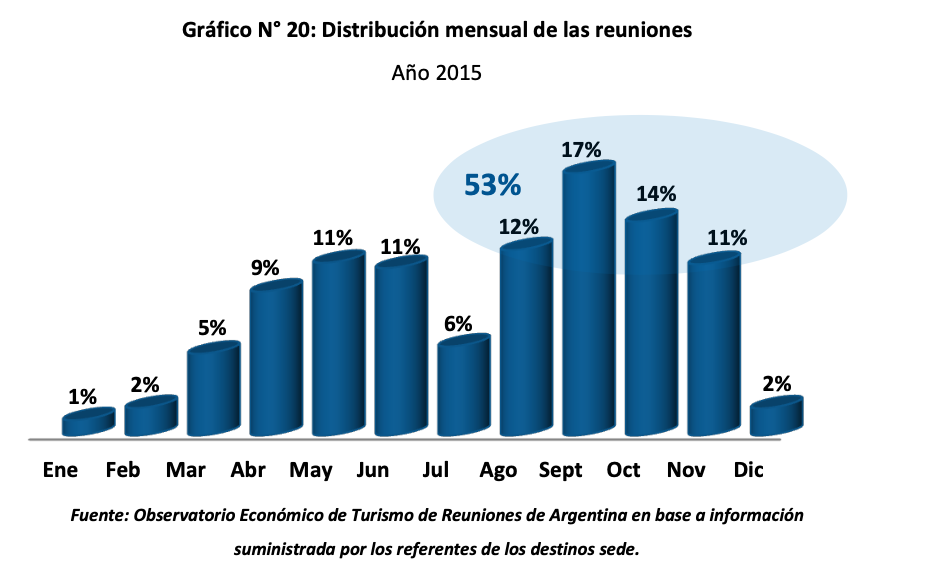 Gráfico N° 20: Distribución mensual de las reuniones
Año 2015
53%
1%
2%
5%
9%
11%
11%
6%
12%
17%
14%
11%
2%
Ene Feb Mar Abr May Jun Jul Ago Sept Oct Nov Dic
Fuente: Observatorio Económico de Turismo de Reuniones de Argentina en base a información
suministrada por los referentes de los destinos sede.